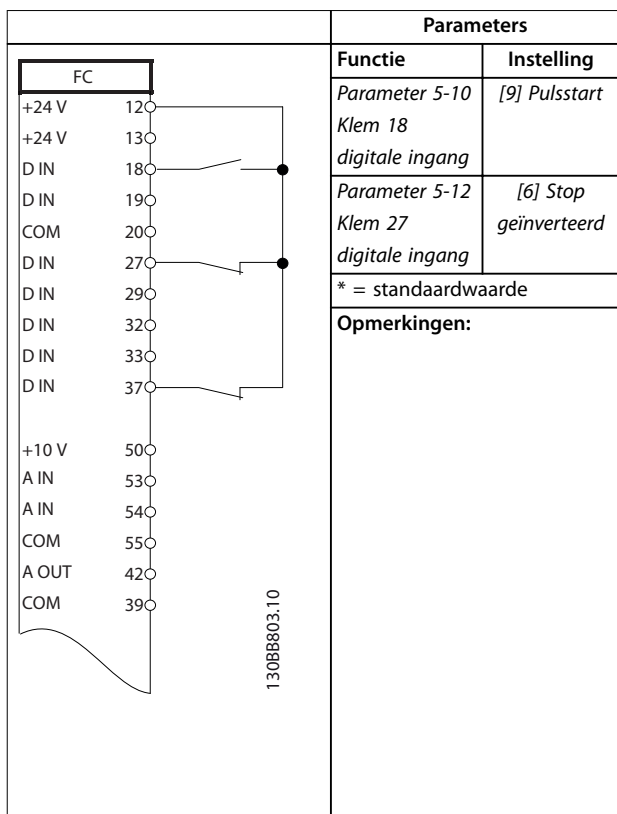 FC
+24 V 12
+24 V 13
D IN 18
D IN 19
COM 20
D IN 27
D IN 29
D IN 32
D IN 33
D IN 37
+10 V 50
A IN 53
A IN 54
COM 55
A OUT 42
COM 39
130BB803.10
Parameters
Functie Instelling
Parameter 5-10 [9] Pulsstart
Klem 18
digitale ingang
Parameter 5-12 [6] Stop
Klem 27 geïnverteerd
digitale ingang
* = standaardwaarde
Opmerkingen: